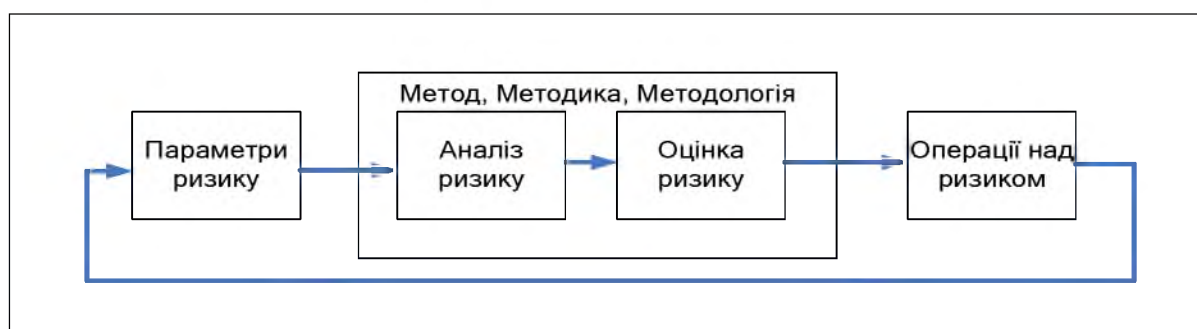 Метод, Методика, Методологія
Параметри
ризику
Аналіз
ризику
Оцінка
ризику
Операції над
ризиком